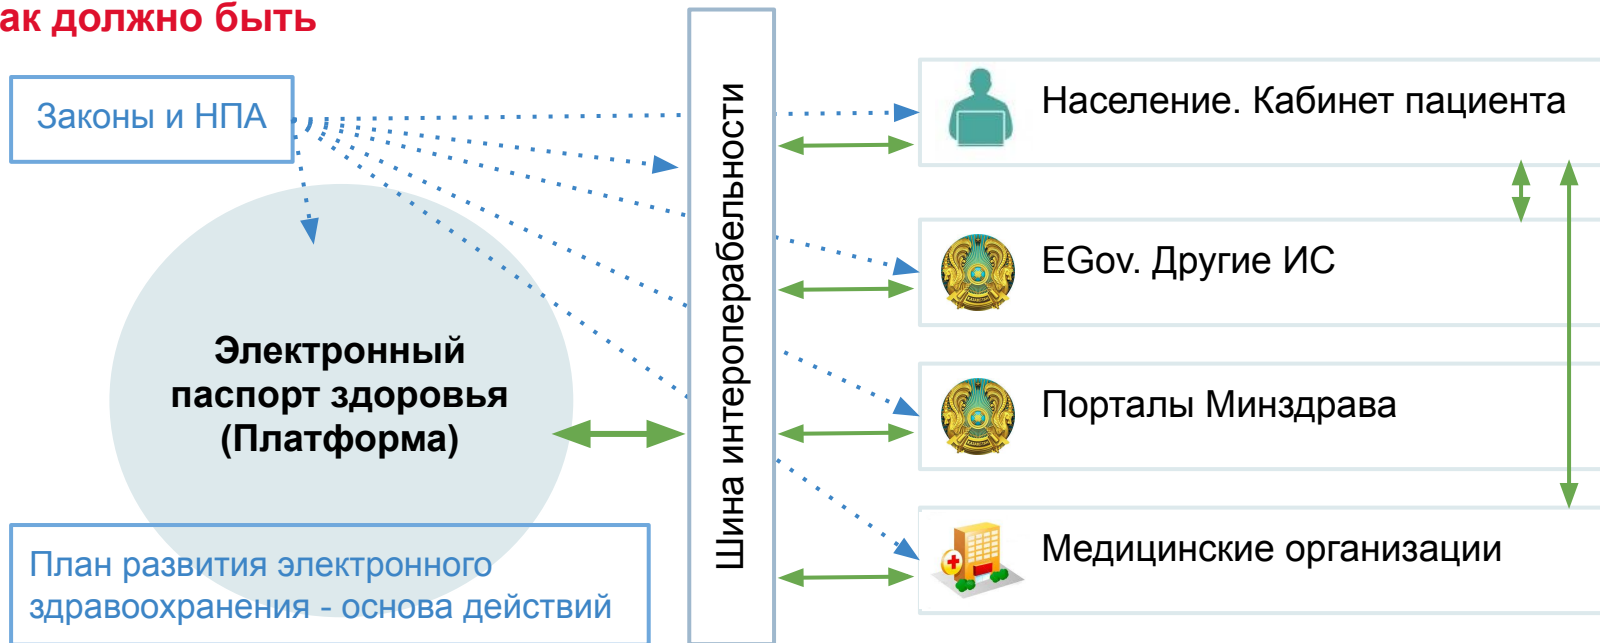 ак должно быть
Законы и НПА
Электронный
паспорт здоровья
(Платформа)
План развития электронного
здравоохранения - основа действий
Шина интероперабельности
Население. Кабинет пациента
EGov. Другие ИС
Порталы Минздрава
Медицинские организации